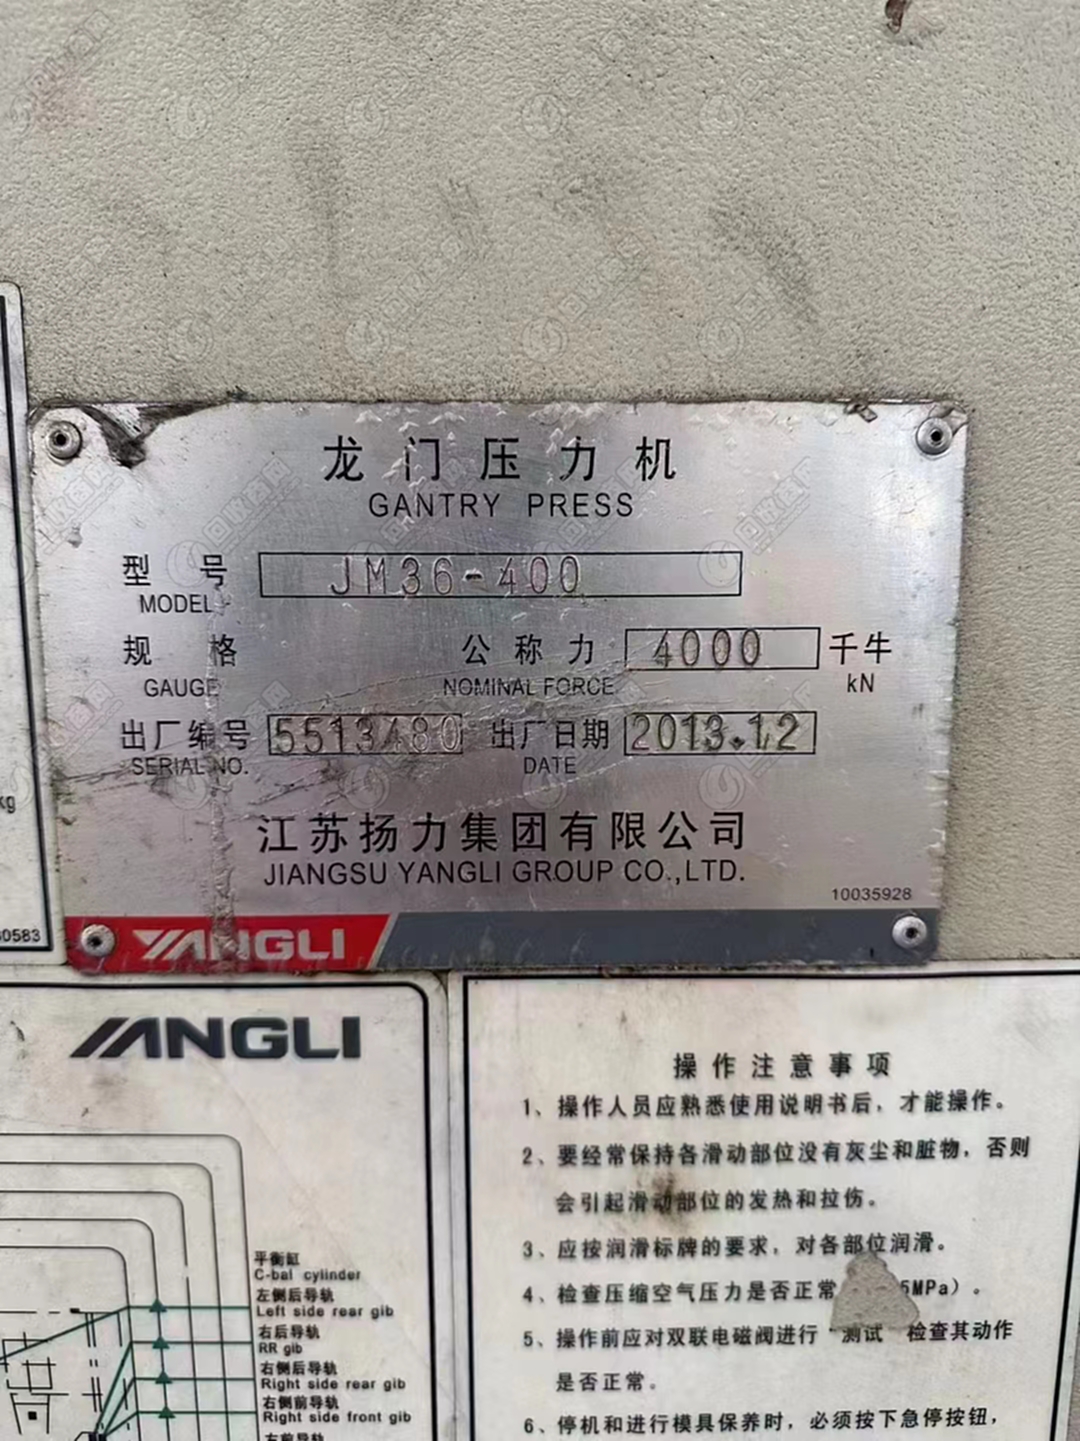 龙门压力机
GANTRY PRESS
型号 JM36-400
MODEL
规格 公称力 4000 千牛
GAUGE NOMINAL FORCE kN
出厂编号 5513480 出厂日期 2013.12
SERIAL NO. DATE
江苏扬力集团有限公司
JIANGSU YANGLI GROUP CO.,LTD.
10035928
YANGLI
kg
0583
YANGLI
平衡缸
C-bal cylinder
左侧后导轨
Left side rear gib
右后导轨
RR gib
右侧后导轨
Right side rear gib
右侧前导轨
Right side front gib
右前导轨
操作注意事项
1、操作人员应熟悉使用说明书后，才能操作。
2、要经常保持各滑动部位没有灰尘和脏物，否则
会引起滑动部位的发热和拉伤。
3、应按润滑标牌的要求，对各部位润滑。
4、检查压缩空气压力是否正常 5MPa）。
5、操作前应对双联电磁阀进行“测试”检查其动作
是否正常。
6、停机和进行模具保养时，必须按下急停按钮，